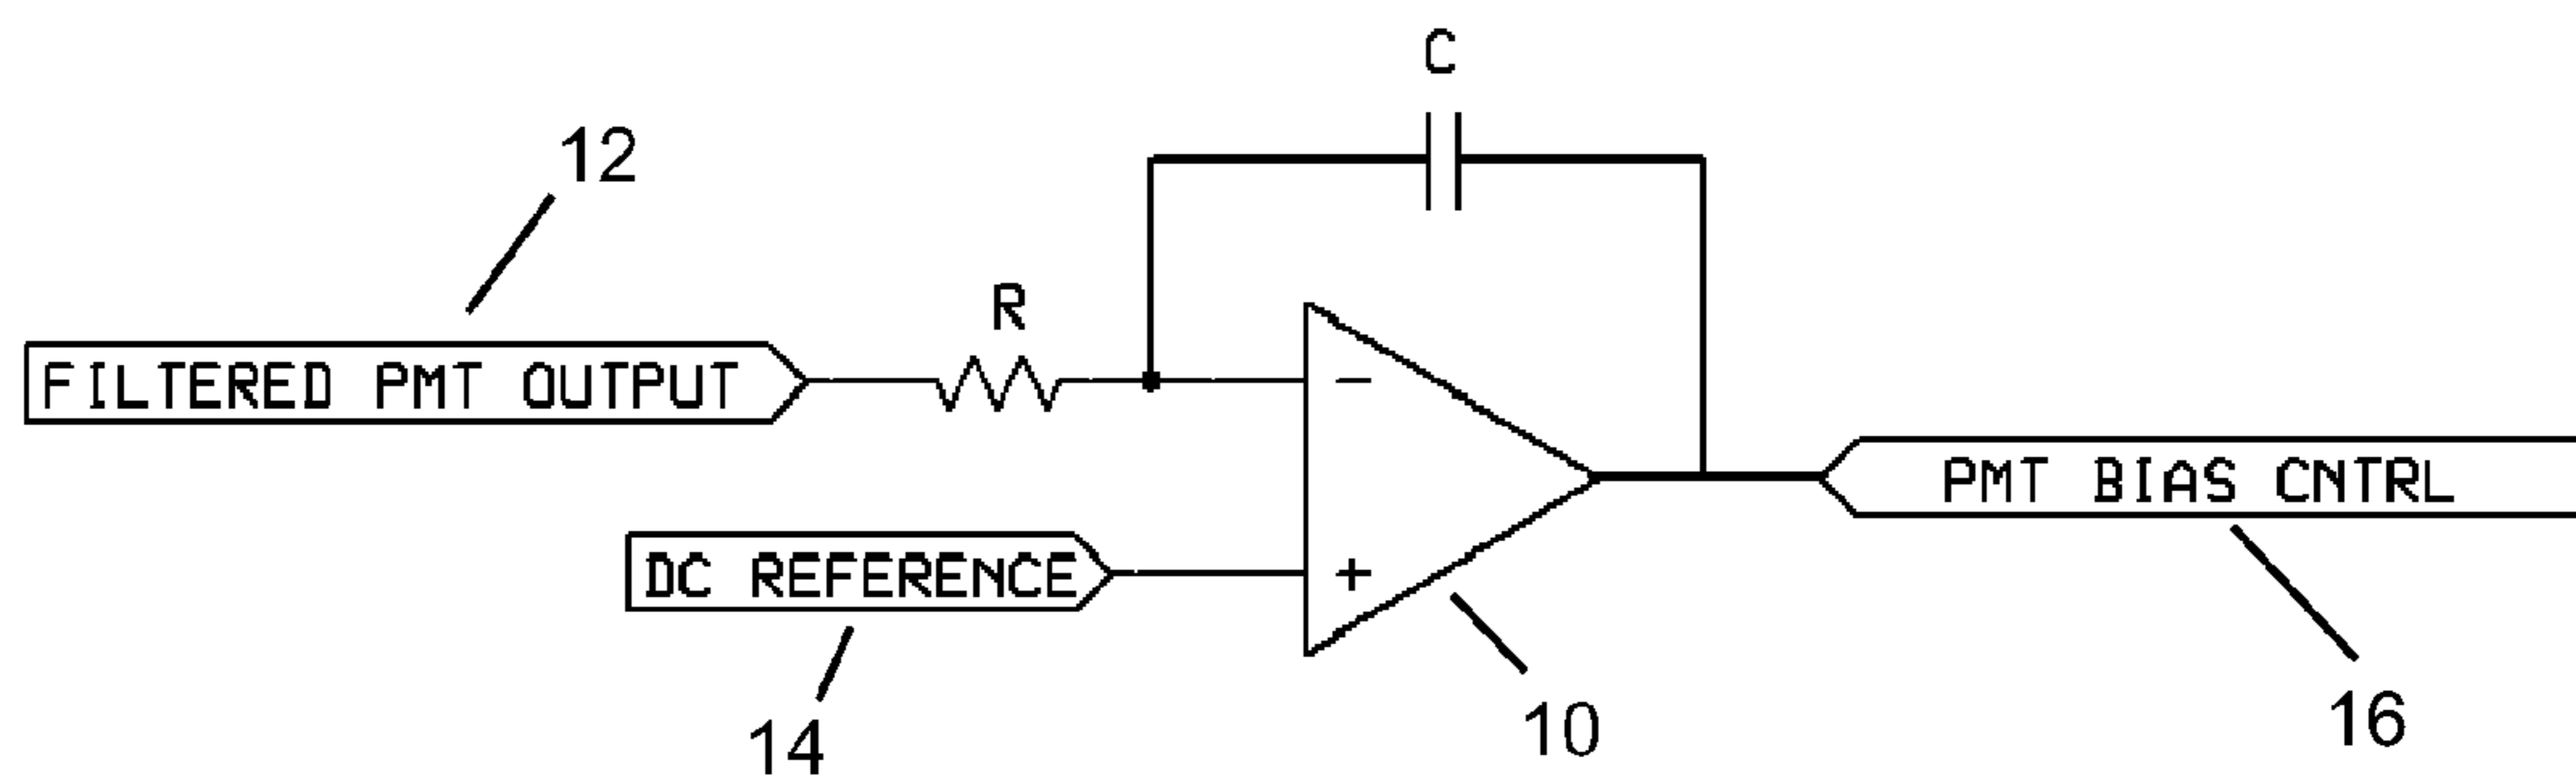 C
12
R
FILTERED PMT OUTPUT
−
PMT BIAS CNTRL
DC REFERENCE
+
14
10
16